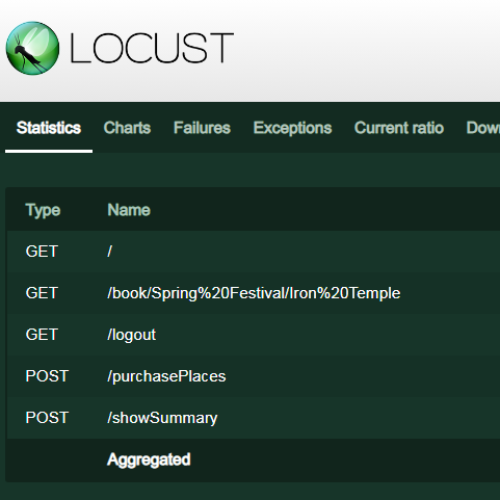 LOCUST
Statistics Charts Failures Exceptions Current ratio
Type Name
GET /
GET /book/Spring%20Festival/Iron%20Temple
GET /logout
POST /purchasePlaces
POST /showSummary
Aggregated